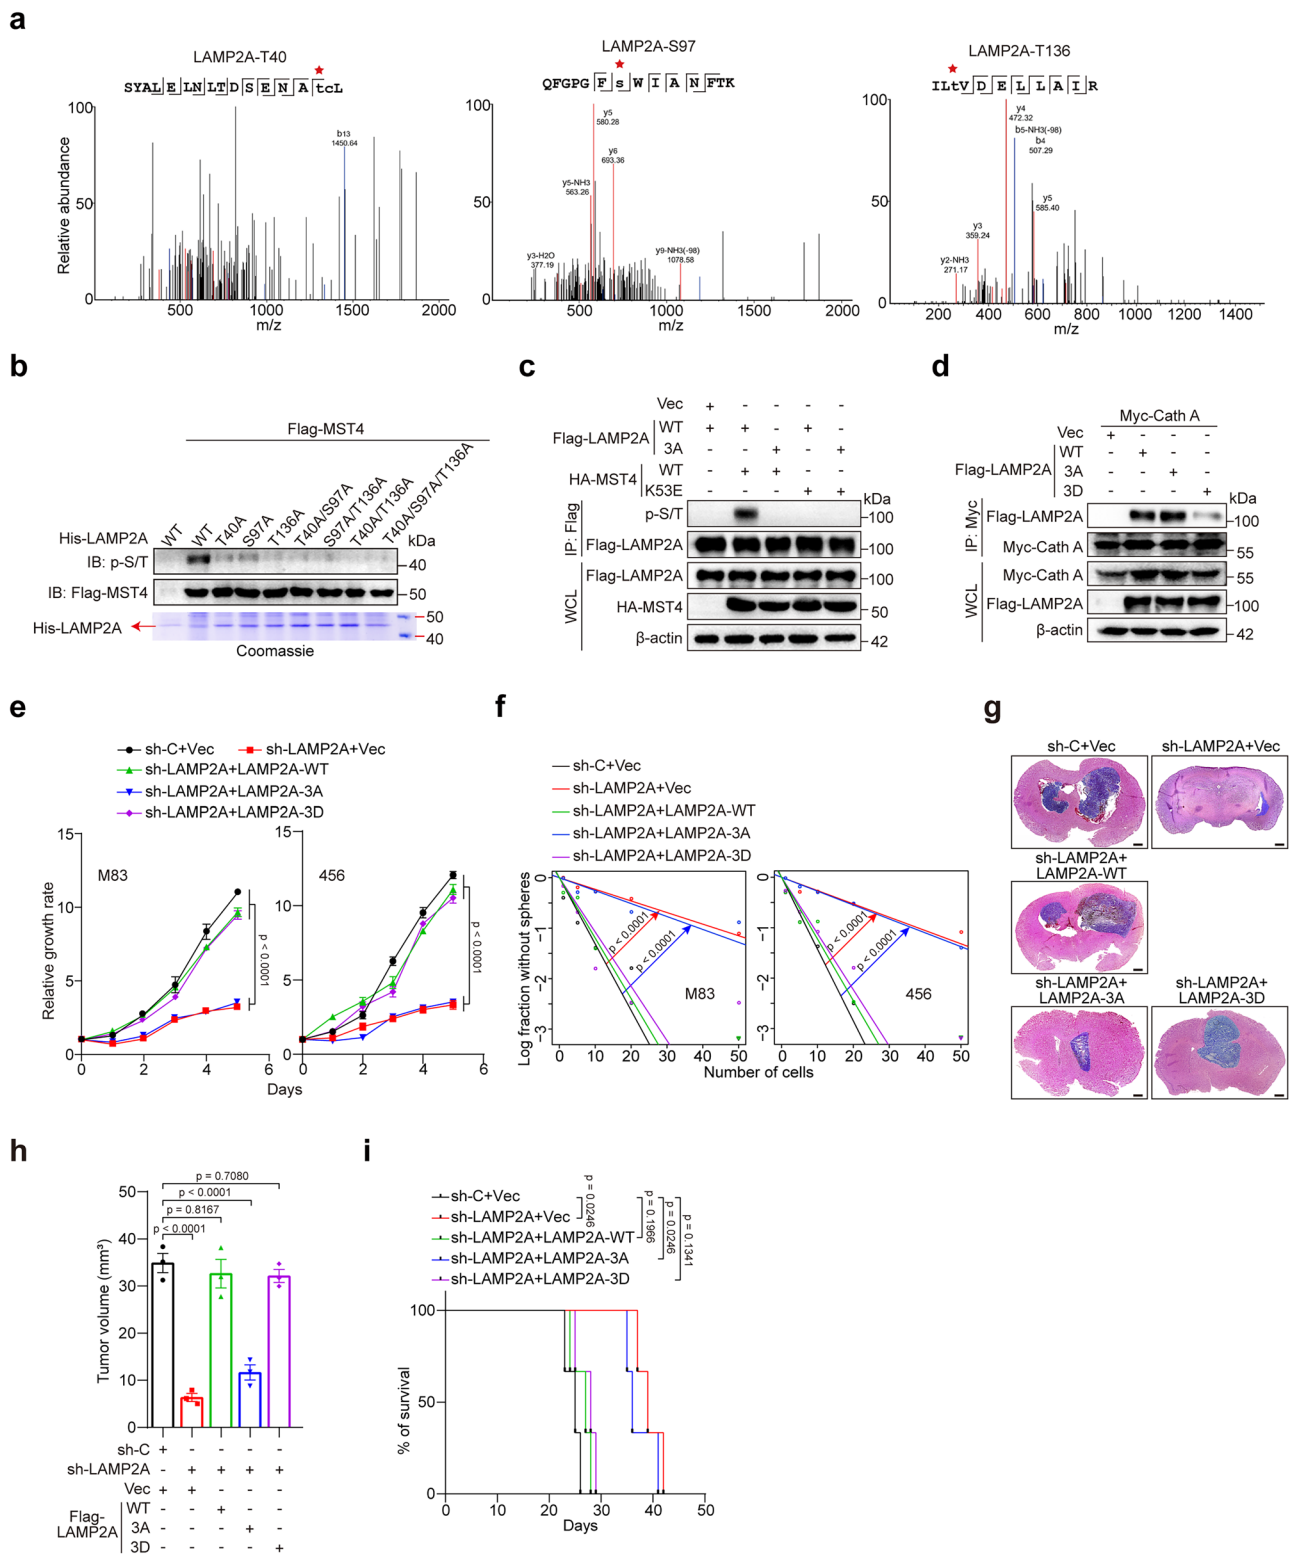 a
LAMP2A-T40
SYALELNLTDSENAtcL
LAMP2A-S97
QFGPGFsWIANFTK
LAMP2A-T136
ILtVDELLAIR
Relative abundance
100
50
0
b13
1450.64
500
1000
1500
2000
m/z
100
50
0
y5
580.28
y6
693.36
y5-NH3
563.26
y3-H2O
377.19
y9-NH3(-98)
1078.58
500
1000
1500
2000
m/z
100
50
0
y4
472.32
b5-NH3(-98)
b4
507.29
y5
585.40
y3
359.24
y2-NH3
271.17
200
400
600
800
1000
1200
1400
m/z
b
Flag-MST4
His-LAMP2A
WT
WT
T40A
S97A
T136A
T40A/S97A
S97A/T136A
T40A/T136A
T40A/S97A/T136A
kDa
IB: p-S/T
40
IB: Flag-MST4
50
His-LAMP2A
50
40
Coomassie
c
Vec + - - - -
Flag-LAMP2A
WT + + - + -
3A - - + - +
HA-MST4
WT - + + - -
K53E - - - + +
kDa
IP: Flag
p-S/T
100
Flag-LAMP2A
100
WCL
Flag-LAMP2A
100
HA-MST4
50
β-actin
42
d
Myc-Cath A
Vec + - - -
Flag-LAMP2A
WT - + - -
3A - - + -
3D - - - +
kDa
IP: Myc
Flag-LAMP2A
100
Myc-Cath A
55
WCL
Myc-Cath A
55
Flag-LAMP2A
100
β-actin
42
e
sh-C+Vec
sh-LAMP2A+Vec
sh-LAMP2A+LAMP2A-WT
sh-LAMP2A+LAMP2A-3A
sh-LAMP2A+LAMP2A-3D
Relative growth rate
15
10
5
0
M83
p < 0.0001
0
2
4
6
15
10
5
0
456
p < 0.0001
0
2
4
6
Days
f
sh-C+Vec
sh-LAMP2A+Vec
sh-LAMP2A+LAMP2A-WT
sh-LAMP2A+LAMP2A-3A
sh-LAMP2A+LAMP2A-3D
Log fraction without spheres
0
-1
-2
-3
p < 0.0001
p < 0.0001
M83
0
10
20
30
40
50
0
-1
-2
-3
p < 0.0001
p < 0.0001
456
0
10
20
30
40
50
Number of cells
g
sh-C+Vec
sh-LAMP2A+Vec
sh-LAMP2A+
LAMP2A-WT
sh-LAMP2A+
LAMP2A-3A
sh-LAMP2A+
LAMP2A-3D
h
p = 0.7080
p < 0.0001
p = 0.8167
p < 0.0001
Tumor volume (mm³)
50
40
30
20
10
0
sh-C + - - - -
sh-LAMP2A - + + + +
Vec + + - - -
Flag-
LAMP2A
WT - - + - -
3A - - - + -
3D - - - - +
i
sh-C+Vec
sh-LAMP2A+Vec
sh-LAMP2A+LAMP2A-WT
sh-LAMP2A+LAMP2A-3A
sh-LAMP2A+LAMP2A-3D
p = 0.0246
p = 0.1966
p = 0.0246
p = 0.1341
% of survival
100
50
0
0
10
20
30
40
50
Days